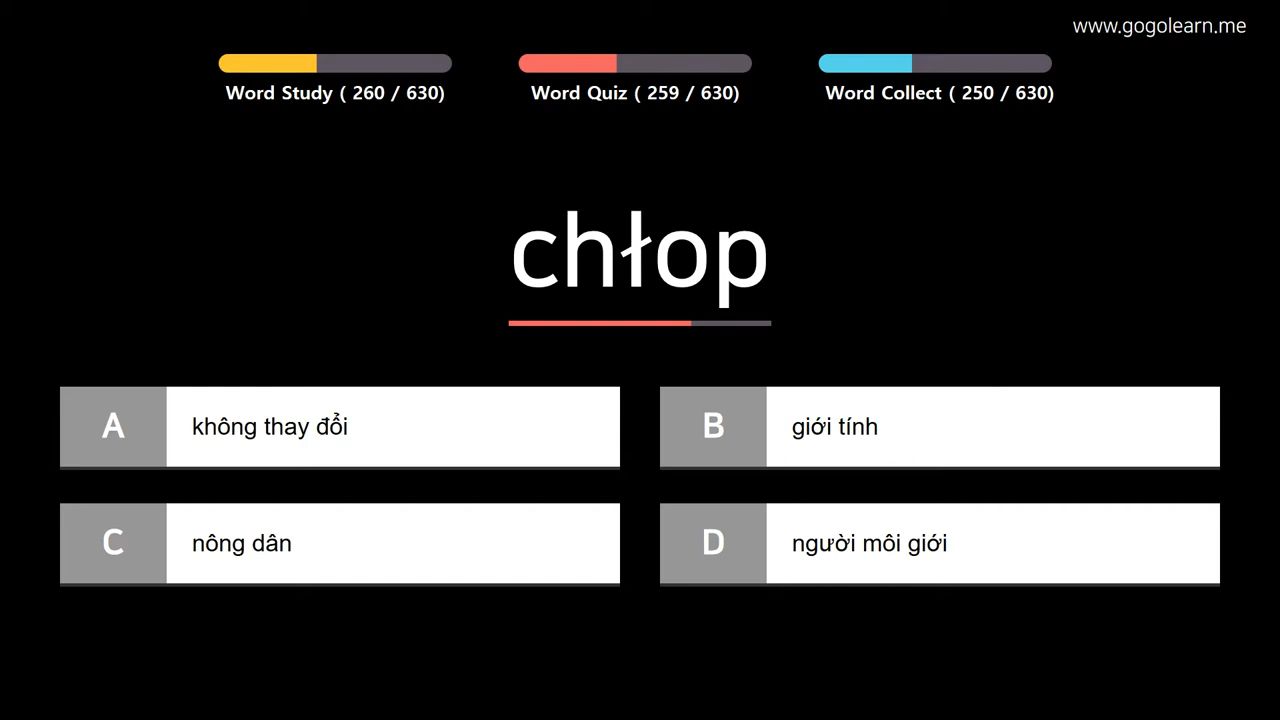 www.gogolearn.me
Word Study ( 260 / 630)
Word Quiz ( 259 / 630)
Word Collect ( 250 / 630)
chłop
A
không thay đổi
B
giới tính
C
nông dân
D
người môi giới